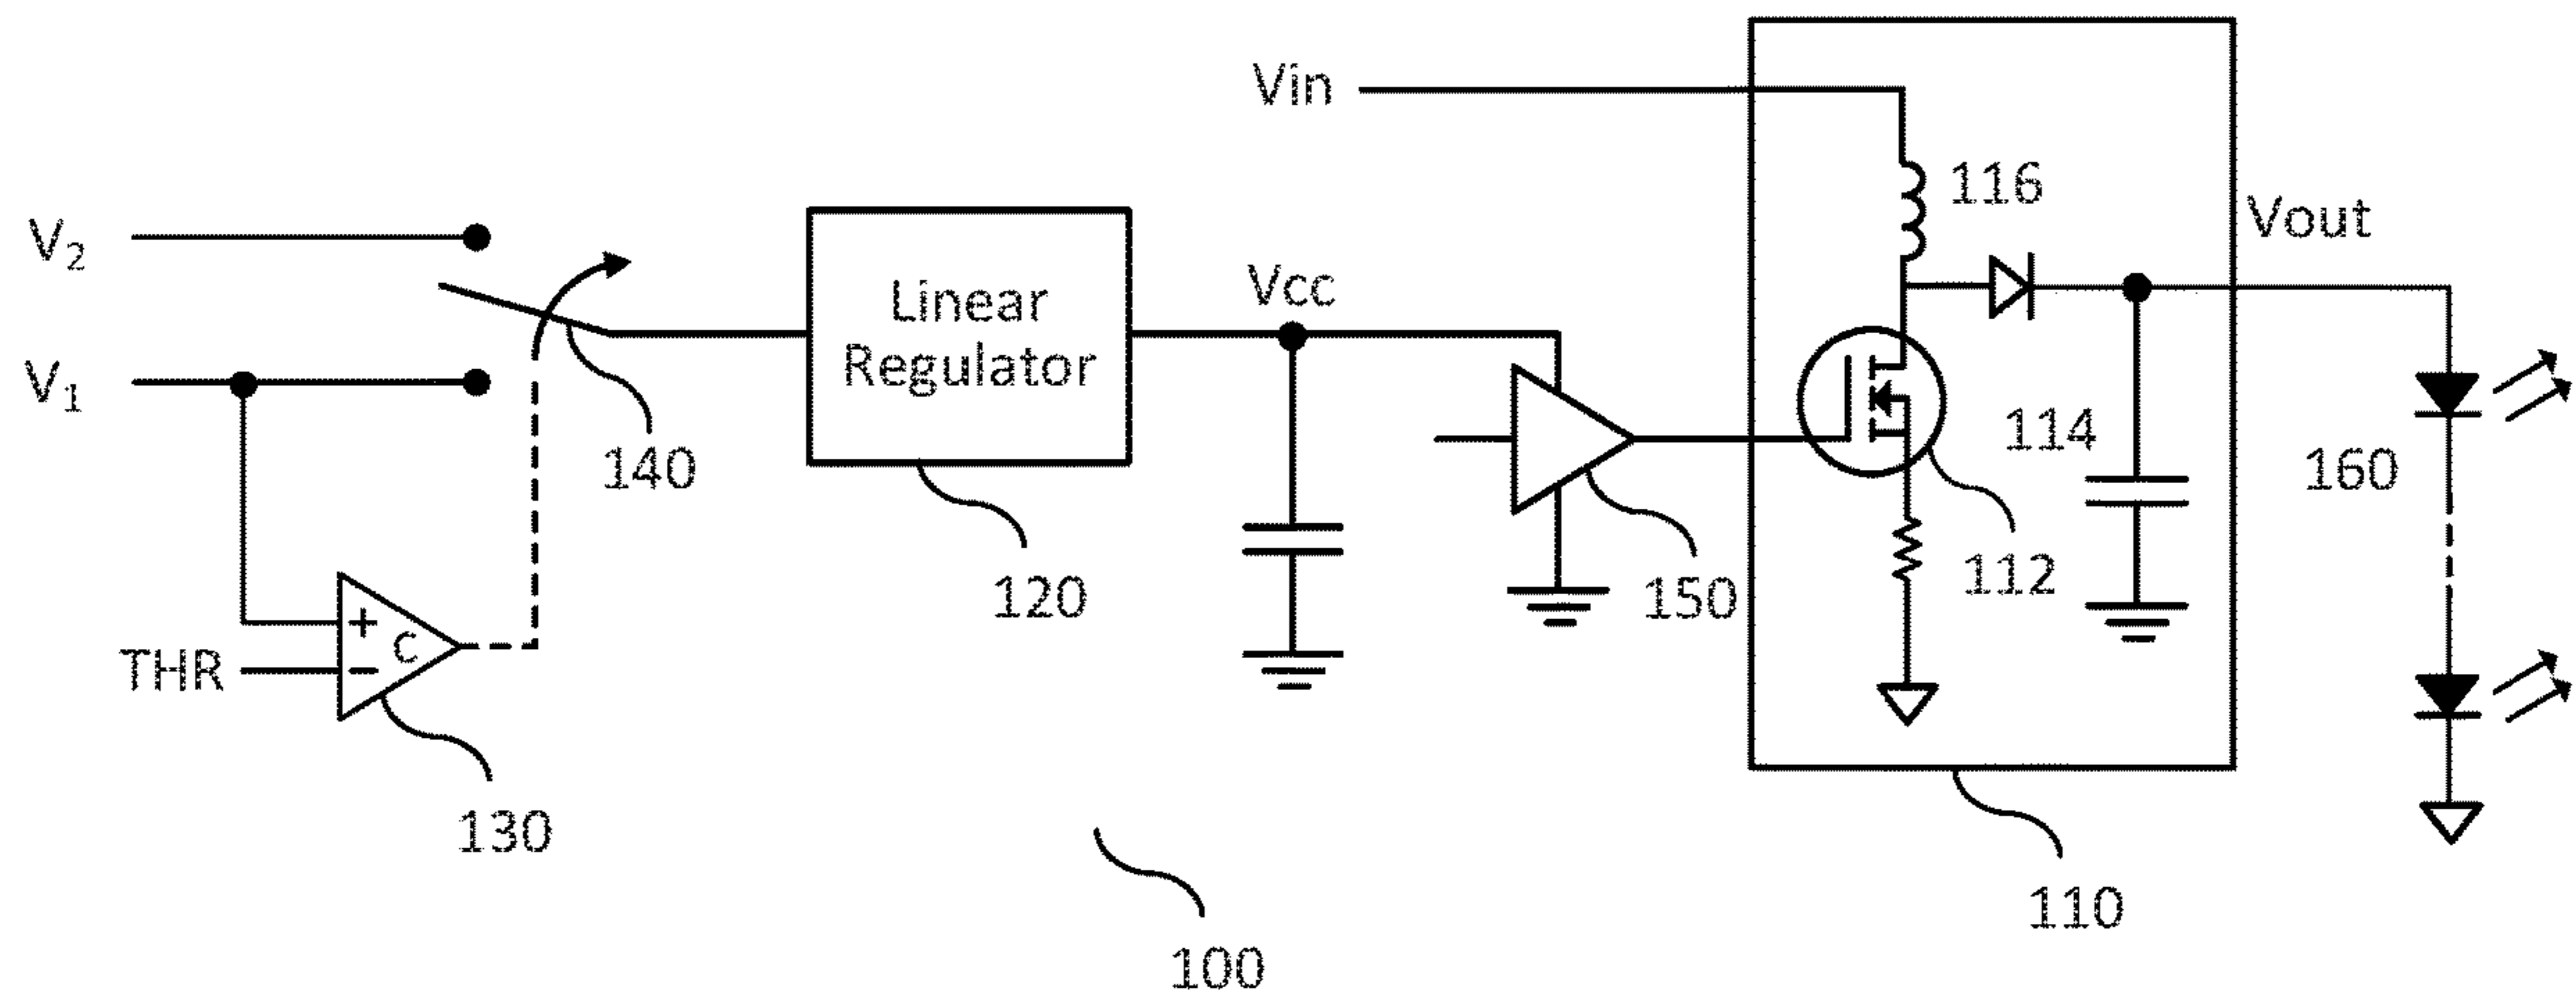 Vin
116
Vout
V₂
Linear
Regulator
Vcc
V₁
140
114
160
120
150
112
THR
+
C
−
130
110
100